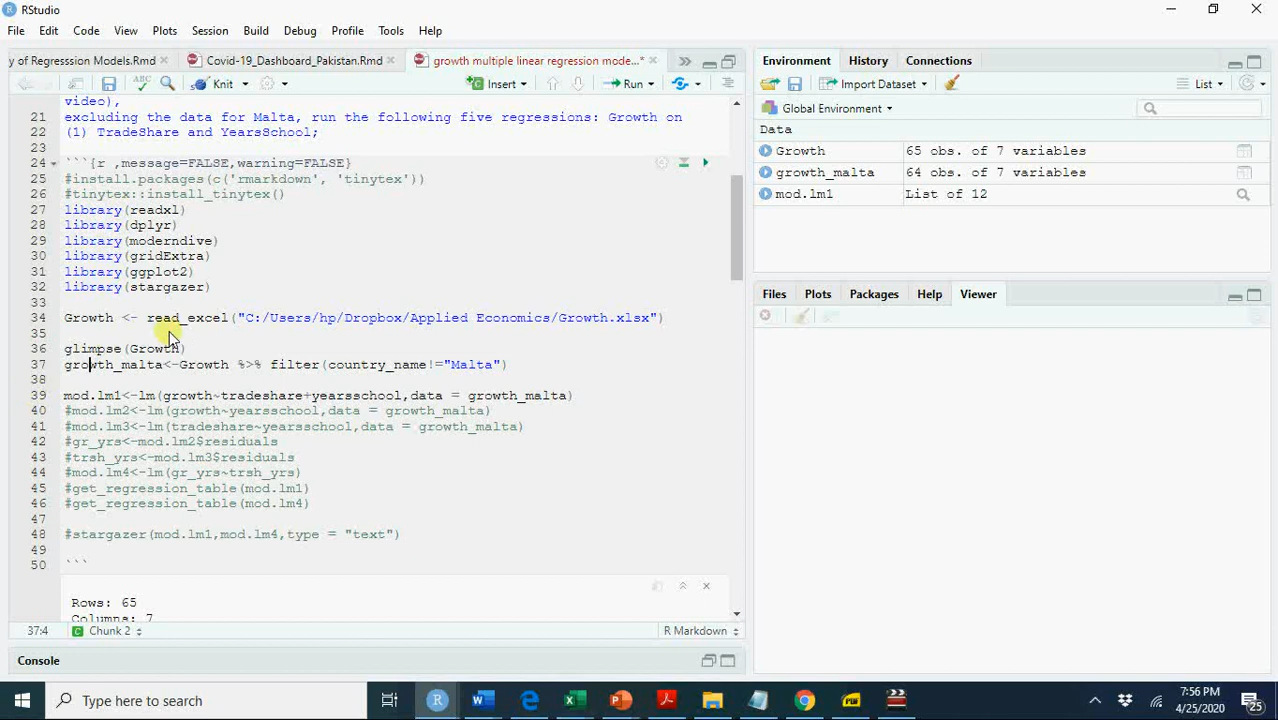 RStudio
File Edit Code View Plots Session Build Debug Profile Tools Help
y of Regresssion Models.Rmd
Covid-19_Dashboard_Pakistan.Rmd
growth multiple linear regression mode...*
Knit
Insert
Run
video),
21 excluding the data for Malta, run the following five regressions: Growth on
22 (1) TradeShare and YearsSchool;
23
24 ```{r ,message=FALSE,warning=FALSE}
25 #install.packages(c('rmarkdown', 'tinytex'))
26 #tinytex::install_tinytex()
27 library(readxl)
28 library(dplyr)
29 library(moderndive)
30 library(gridExtra)
31 library(ggplot2)
32 library(stargazer)
33
34 Growth <- read_excel("C:/Users/hp/Dropbox/Applied Economics/Growth.xlsx")
35
36 glimpse(Growth)
37 growth_malta<-Growth %>% filter(country_name!="Malta")
38
39 mod.lm1<-lm(growth~tradeshare+yearsschool,data = growth_malta)
40 #mod.lm2<-lm(growth~yearsschool,data = growth_malta)
41 #mod.lm3<-lm(tradeshare~yearsschool,data = growth_malta)
42 #gr_yrs<-mod.lm2$residuals
43 #trsh_yrs<-mod.lm3$residuals
44 #mod.lm4<-lm(gr_yrs~trsh_yrs)
45 #get_regression_table(mod.lm1)
46 #get_regression_table(mod.lm4)
47
48 #stargazer(mod.lm1,mod.lm4,type = "text")
49
50 ```
Rows: 65
Columns: 7
37:4 Chunk 2 R Markdown
Console
Environment History Connections
Import Dataset List
Global Environment
Data
Growth 65 obs. of 7 variables
growth_malta 64 obs. of 7 variables
mod.lm1 List of 12
Files Plots Packages Help Viewer
Type here to search
7:56 PM
4/25/2020
25